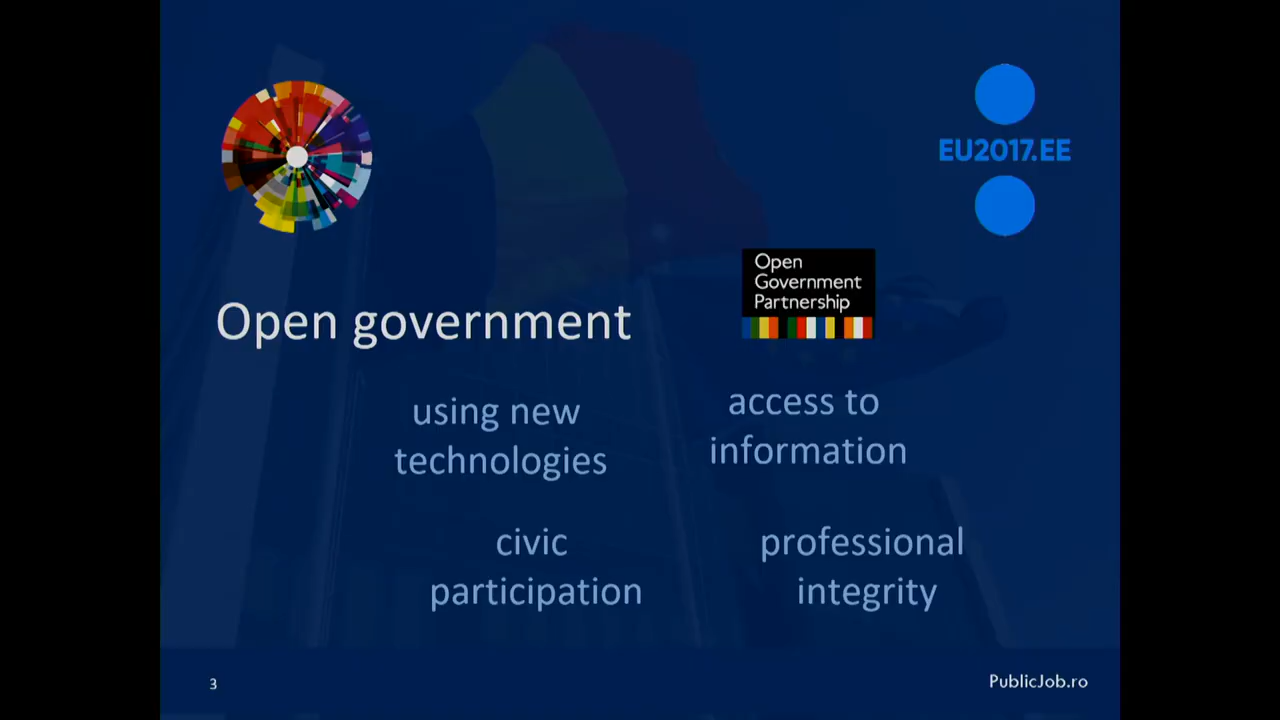 EU2017.EE
Open
Government
Partnership
Open government
using new
technologies
access to
information
civic
participation
professional
integrity
3
PublicJob.ro